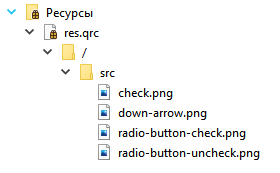 Ресурсы
res.qrc
/
src
check.png
down-arrow.png
radio-button-check.png
radio-button-uncheck.png